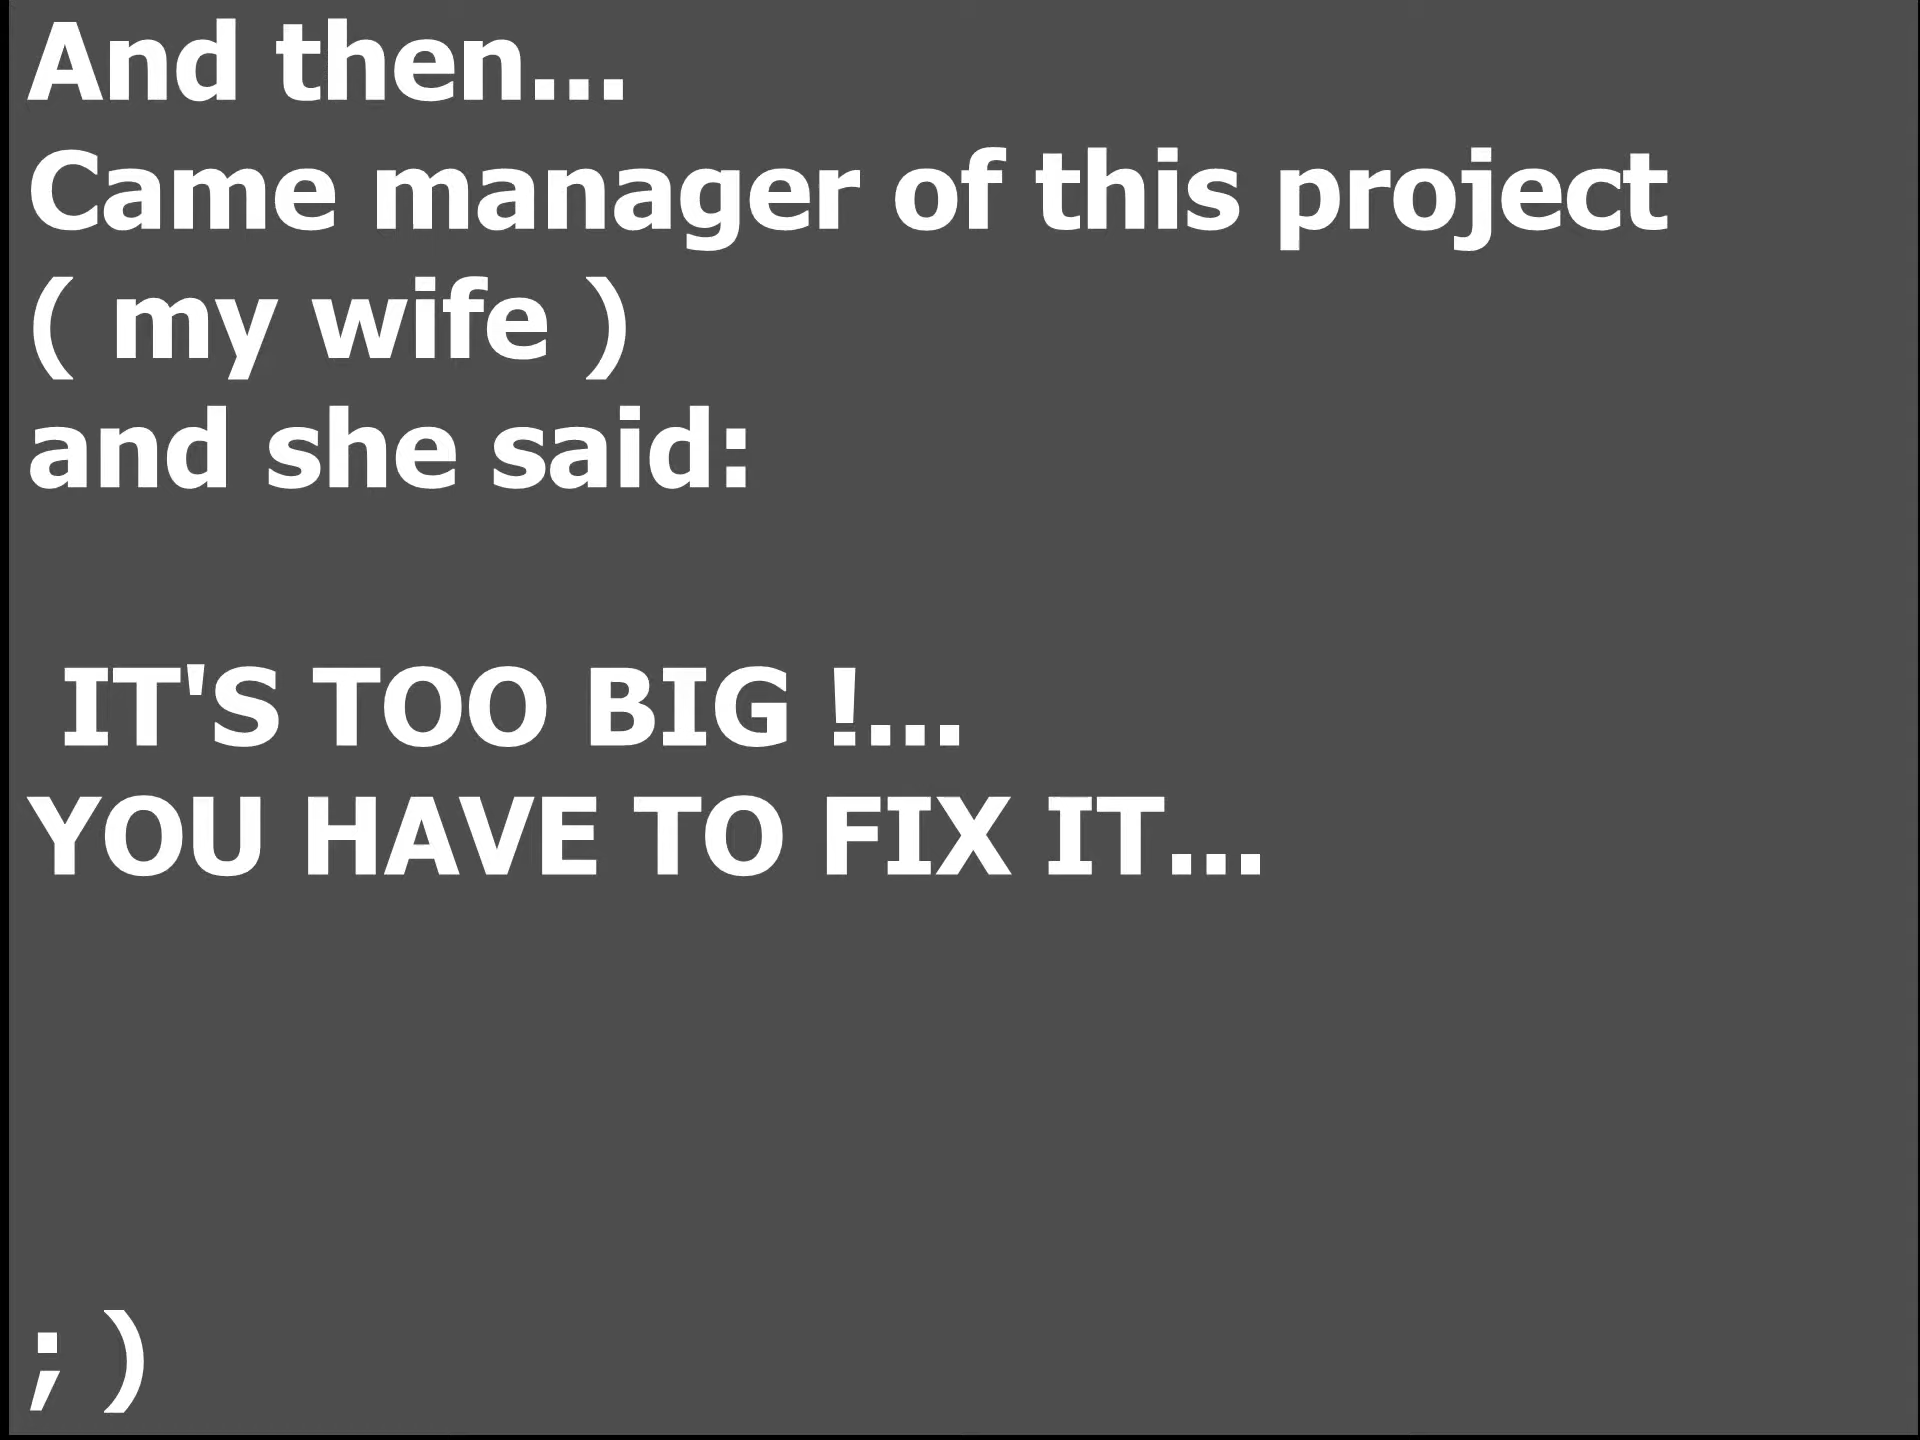 And then...
Came manager of this project
( my wife )
and she said:
IT'S TOO BIG !...
YOU HAVE TO FIX IT...
; )